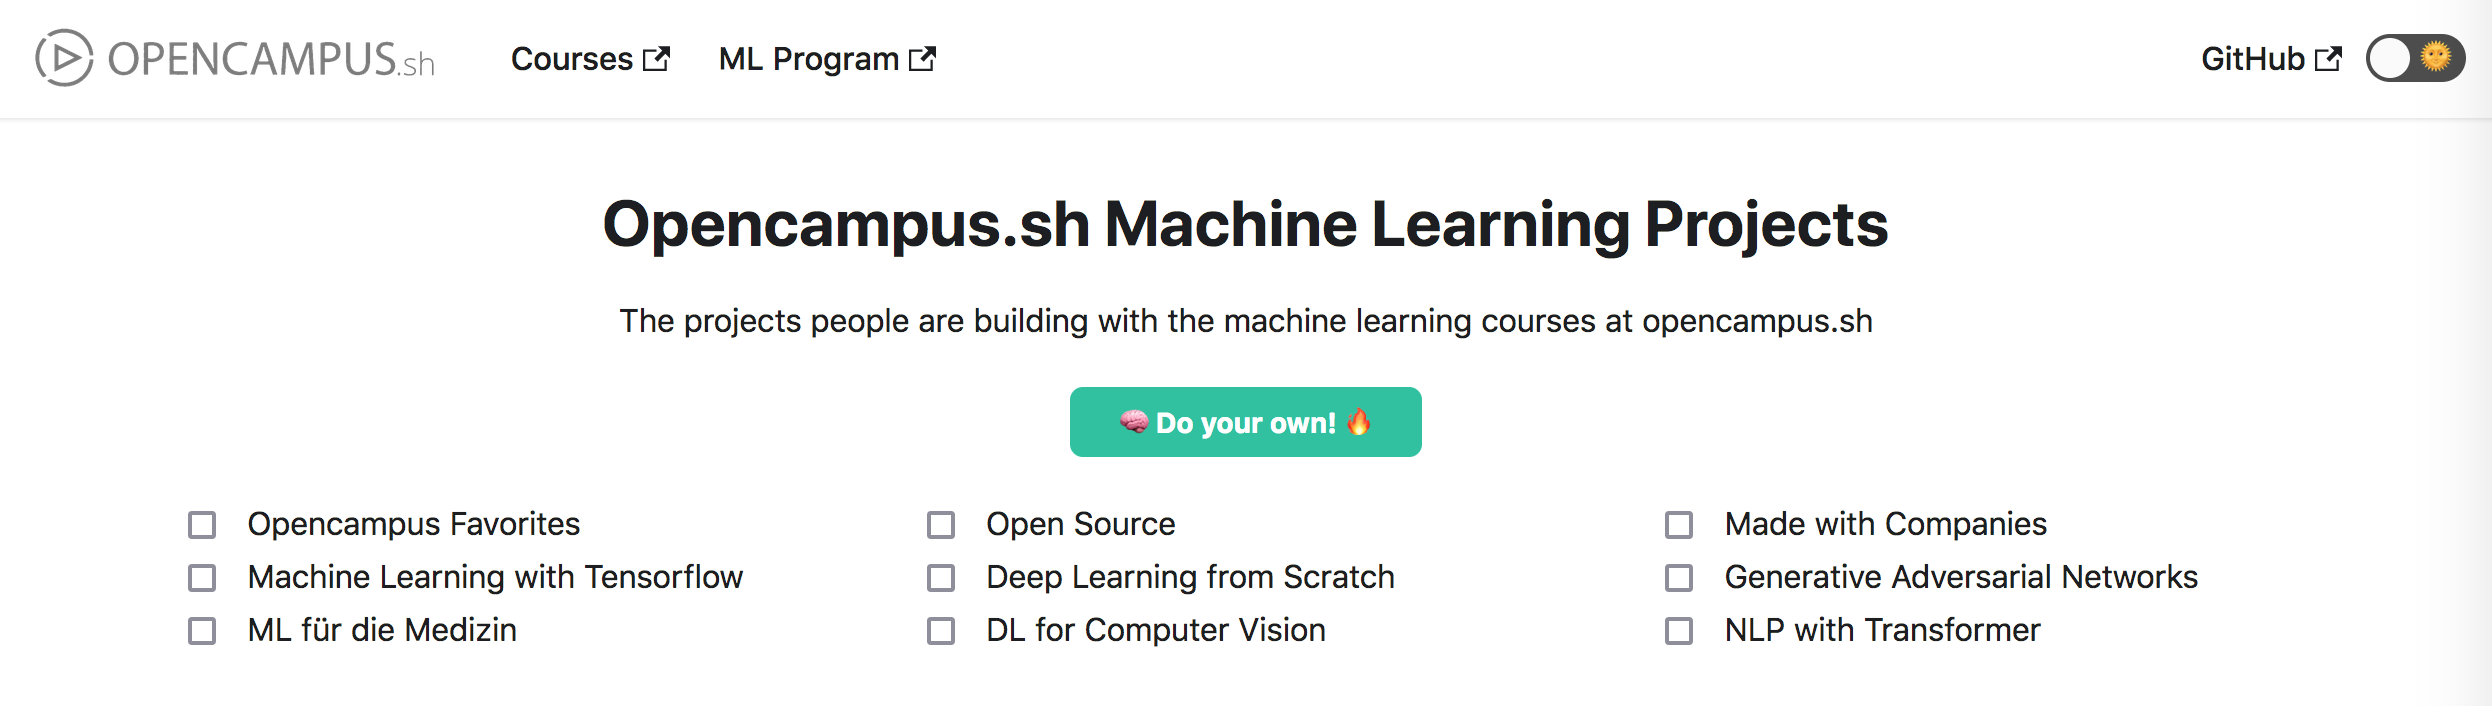 OPENCAMPUS.sh Courses ML Program GitHub
Opencampus.sh Machine Learning Projects
The projects people are building with the machine learning courses at opencampus.sh
🧠 Do your own! 🔥
Opencampus Favorites Open Source Made with Companies
Machine Learning with Tensorflow Deep Learning from Scratch Generative Adversarial Networks
ML für die Medizin DL for Computer Vision NLP with Transformer